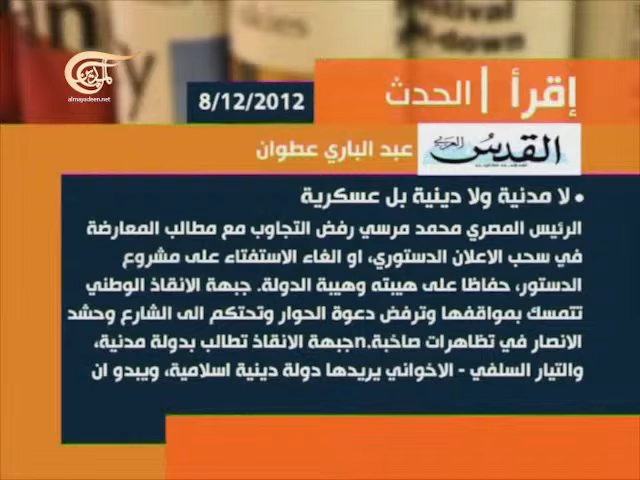 الميادين
almayadeen.net
إقرأ | الحدث
8/12/2012
القدس العربي
عبد الباري عطوان
• لا مدنية ولا دينية بل عسكرية
الرئيس المصري محمد مرسي رفض التجاوب مع مطالب المعارضة
في سحب الاعلان الدستوري، او الغاء الاستفتاء على مشروع
الدستور، حفاظا على هيبته وهيبة الدولة. جبهة الانقاذ الوطني
تتمسك بمواقفها وترفض دعوة الحوار وتحتكم الى الشارع وحشد
الانصار في تظاهرات صاخبة.nجبهة الانقاذ تطالب بدولة مدنية،
والتيار السلفي - الاخواني يريدها دولة دينية اسلامية، ويبدو ان